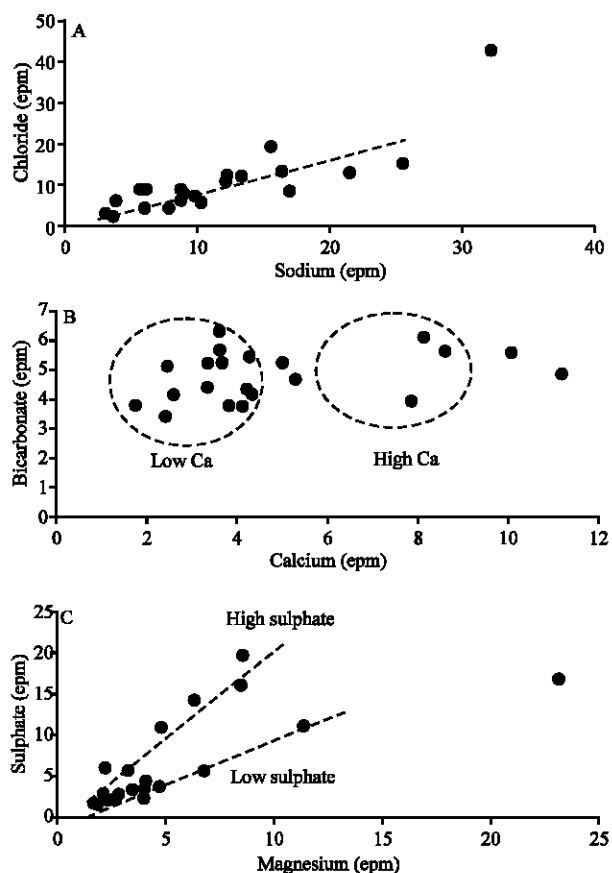 A
Chloride (epm)
50
40
30
20
10
0
0 10 20 30 40
Sodium (epm)
B
Bicarbonate (epm)
7
6
5
4
3
2
1
0
Low Ca
High Ca
0 2 4 6 8 10 12
Calcium (epm)
C
Sulphate (epm)
25
20
15
10
5
0
High sulphate
Low sulphate
0 5 10 15 20 25
Magnesium (epm)